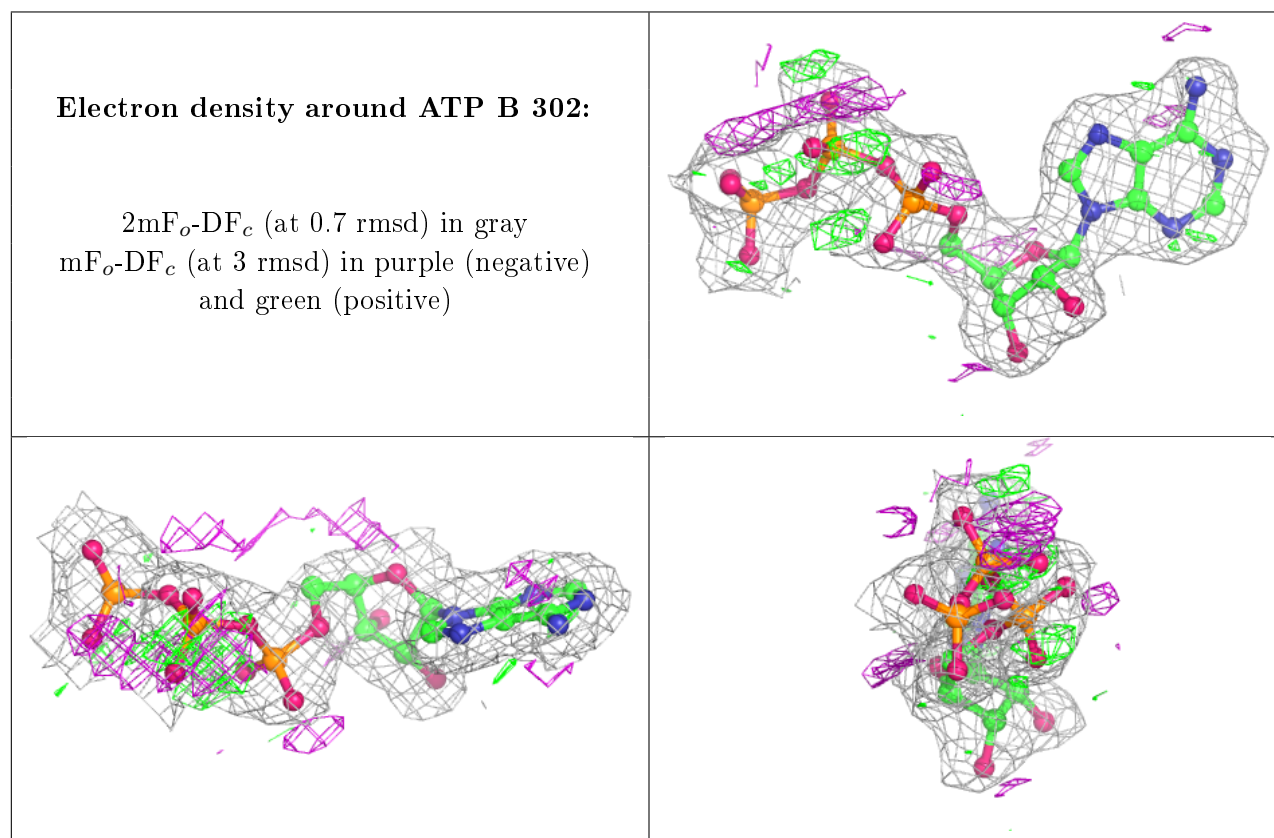 Electron density around ATP B 302:
2mFₒ-DF𝒸 (at 0.7 rmsd) in gray
mFₒ-DF𝒸 (at 3 rmsd) in purple (negative)
and green (positive)